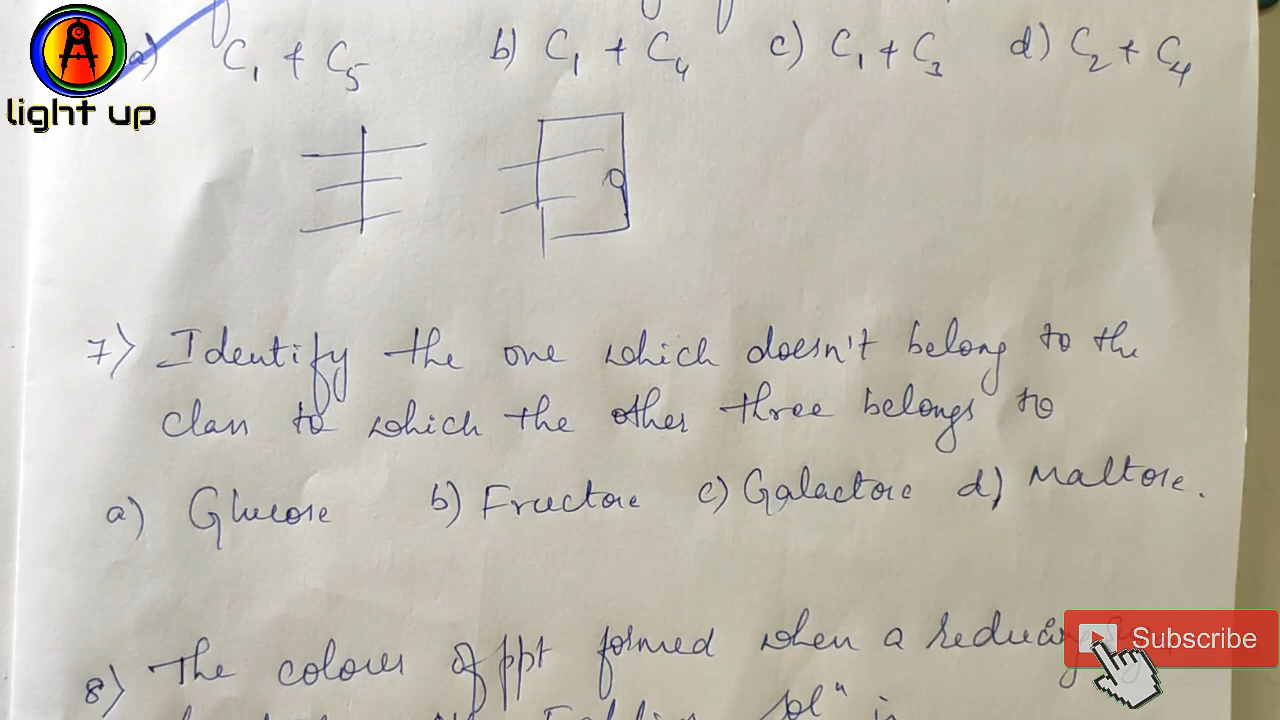 a) C₁ + C₅ b) C₁ + C₄ c) C₁ + C₃ d) C₂ + C₄
light up
7) Identify the one which doesn't belong to the
class to which the other three belongs to
a) Glucose b) Fructose c) Galactose d) Maltose.
8) The colour of ppt formed when a reducing
Subscribe
solⁿ is